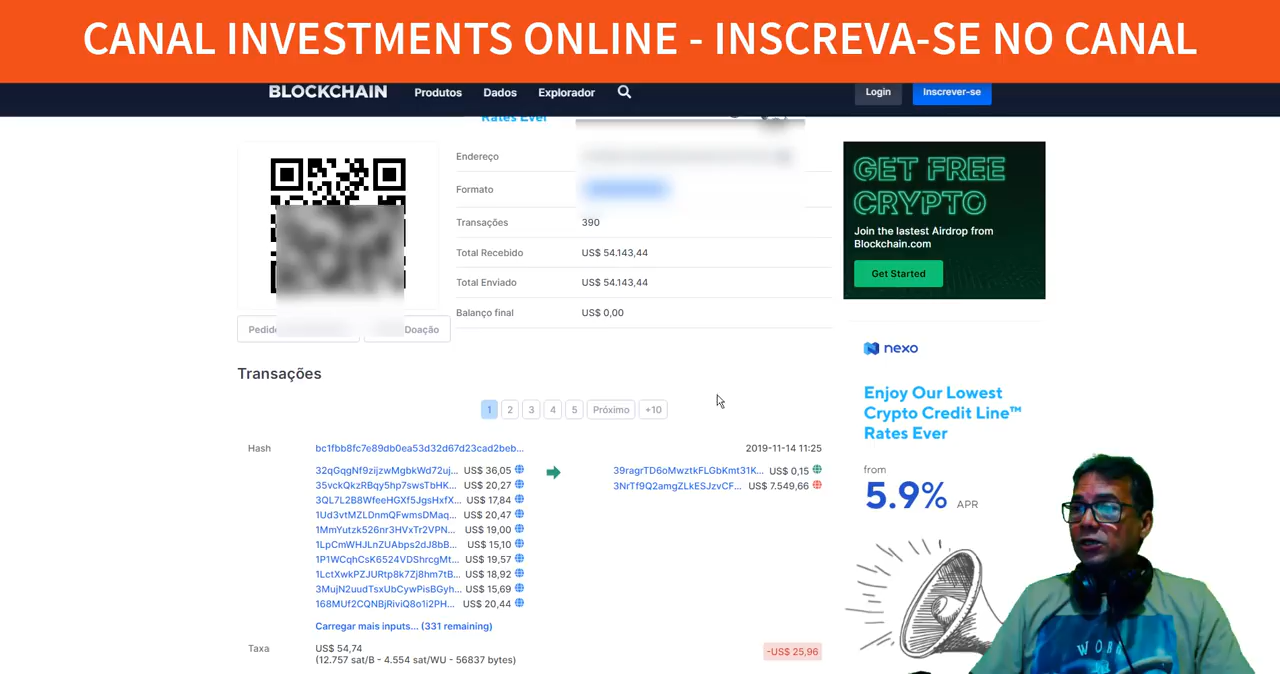 CANAL INVESTMENTS ONLINE - INSCREVA-SE NO CANAL
BLOCKCHAIN Produtos Dados Explorador Login Inscrever-se
Rates Ever
Endereço
Formato
Transações 390
Total Recebido US$ 54.143,44
Total Enviado US$ 54.143,44
Balanço final US$ 0,00
Doação
GET FREE
CRYPTO
Join the lastest Airdrop from
Blockchain.com
Get Started
nexo
Enjoy Our Lowest
Crypto Credit Line™
Rates Ever
from
5.9% APR
Transações
1 2 3 4 5 Próximo +10
Hash bc1fbb8fc7e89db0ea53d32d67d23cad2beb... 2019-11-14 11:25
32qGqgNf9zijzwMgbkWd72uj... US$ 36,05 39ragrTD6oMwztkFLGbKmt31K... US$ 0,15
35vckQkzRBqy5hp7swsTbHK... US$ 20,27 3NrTf9Q2amgZLkESJzvCF... US$ 7.549,66
3QL7L2B8WfeeHGXf5JgsHxfX... US$ 17,84
1Ud3vtMZLDnmQFwmsDMaq... US$ 20,47
1MmYutzk526nr3HVxTr2VPN... US$ 19,00
1LpCmWHJLnZUAbps2dJ8bB... US$ 15,10
1P1WCqhCsK6524VDShrcgMt... US$ 19,57
1LctXwkPZJURtp8k7Zj8hm7tB... US$ 18,92
3MujN2uudTsxUbCywPisBGyh... US$ 15,69
168MUf2CQNBjRiviQ8o1i2PH... US$ 20,44
Carregar mais inputs... (331 remaining)
Taxa US$ 54,74 -US$ 25,96
(12.757 sat/B - 4.554 sat/WU - 56837 bytes)